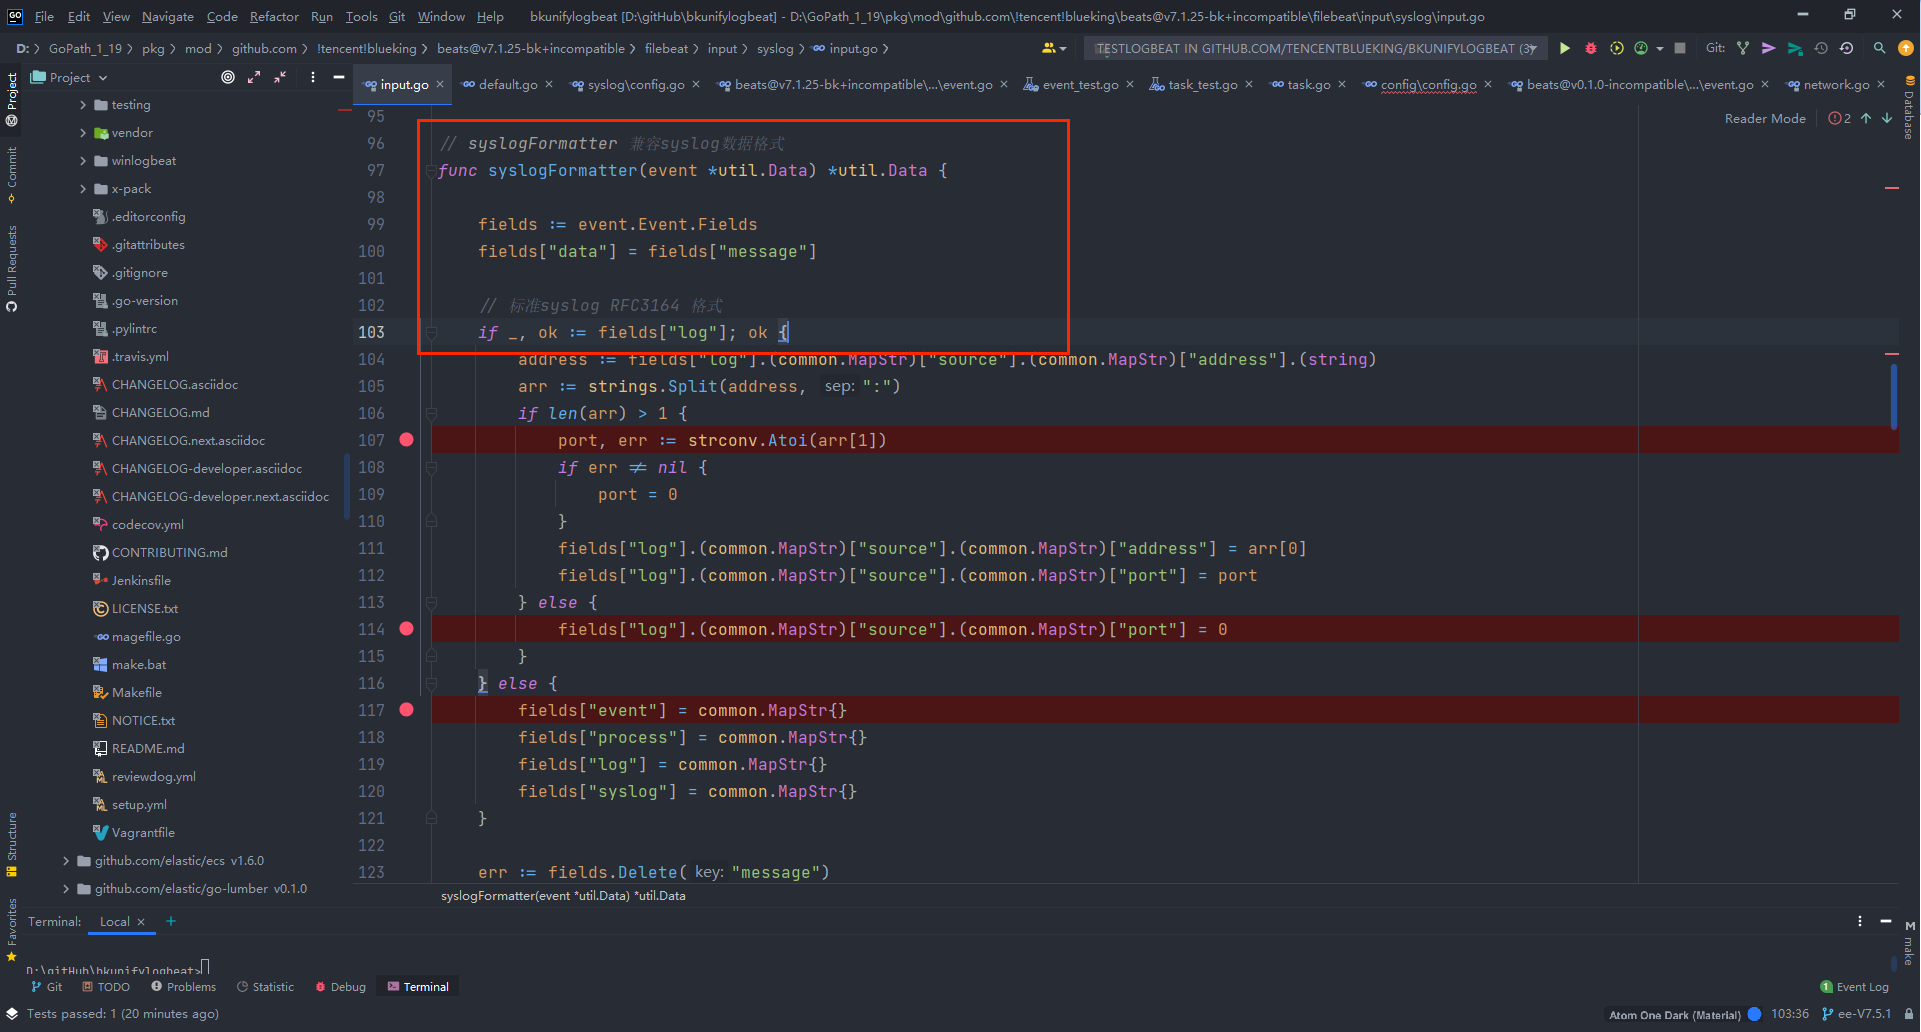 File Edit View Navigate Code Refactor Run Tools Git Window Help bkunifylogbeat [D:\gitHub\bkunifylogbeat] - D:\GoPath_1_19\pkg\mod\github.com\!tencent!blueking\beats@v7.1.25-bk+incompatible\filebeat\input\syslog\input.go
D: GoPath_1_19 pkg mod github.com !tencent!blueking beats@v7.1.25-bk+incompatible filebeat input syslog input.go
TESTLOGBEAT IN GITHUB.COM/TENCENTBLUEKING/BKUNIFYLOGBEAT (3) Git:
Project
input.go default.go syslog\config.go beats@v7.1.25-bk+incompatible\...\event.go event_test.go task_test.go task.go config\config.go beats@v0.1.0-incompatible\...\event.go network.go
Reader Mode 2
Project
Commit
Pull Requests
Structure
Favorites
Database
make
testing
vendor
winlogbeat
x-pack
.editorconfig
.gitattributes
.gitignore
.go-version
.pylintrc
.travis.yml
CHANGELOG.asciidoc
CHANGELOG.md
CHANGELOG.next.asciidoc
CHANGELOG-developer.asciidoc
CHANGELOG-developer.next.asciidoc
codecov.yml
CONTRIBUTING.md
Jenkinsfile
LICENSE.txt
magefile.go
make.bat
Makefile
NOTICE.txt
README.md
reviewdog.yml
setup.yml
Vagrantfile
github.com/elastic/ecs v1.6.0
github.com/elastic/go-lumber v0.1.0
95
96 // syslogFormatter 兼容syslog数据格式
97 func syslogFormatter(event *util.Data) *util.Data {
98
99 fields := event.Event.Fields
100 fields["data"] = fields["message"]
101
102 // 标准syslog RFC3164 格式
103 if _, ok := fields["log"]; ok {
104 address := fields["log"].(common.MapStr)["source"].(common.MapStr)["address"].(string)
105 arr := strings.Split(address, sep: ":")
106 if len(arr) > 1 {
107 port, err := strconv.Atoi(arr[1])
108 if err != nil {
109 port = 0
110 }
111 fields["log"].(common.MapStr)["source"].(common.MapStr)["address"] = arr[0]
112 fields["log"].(common.MapStr)["source"].(common.MapStr)["port"] = port
113 } else {
114 fields["log"].(common.MapStr)["source"].(common.MapStr)["port"] = 0
115 }
116 } else {
117 fields["event"] = common.MapStr{}
118 fields["process"] = common.MapStr{}
119 fields["log"] = common.MapStr{}
120 fields["syslog"] = common.MapStr{}
121 }
122
123 err := fields.Delete( key: "message")
syslogFormatter(event *util.Data) *util.Data
Terminal: Local
D:\gitHub\bkunifylogbeat>
Git TODO Problems Statistic Debug Terminal 1 Event Log
Tests passed: 1 (20 minutes ago) Atom One Dark (Material) 103:36 ee-V7.5.1